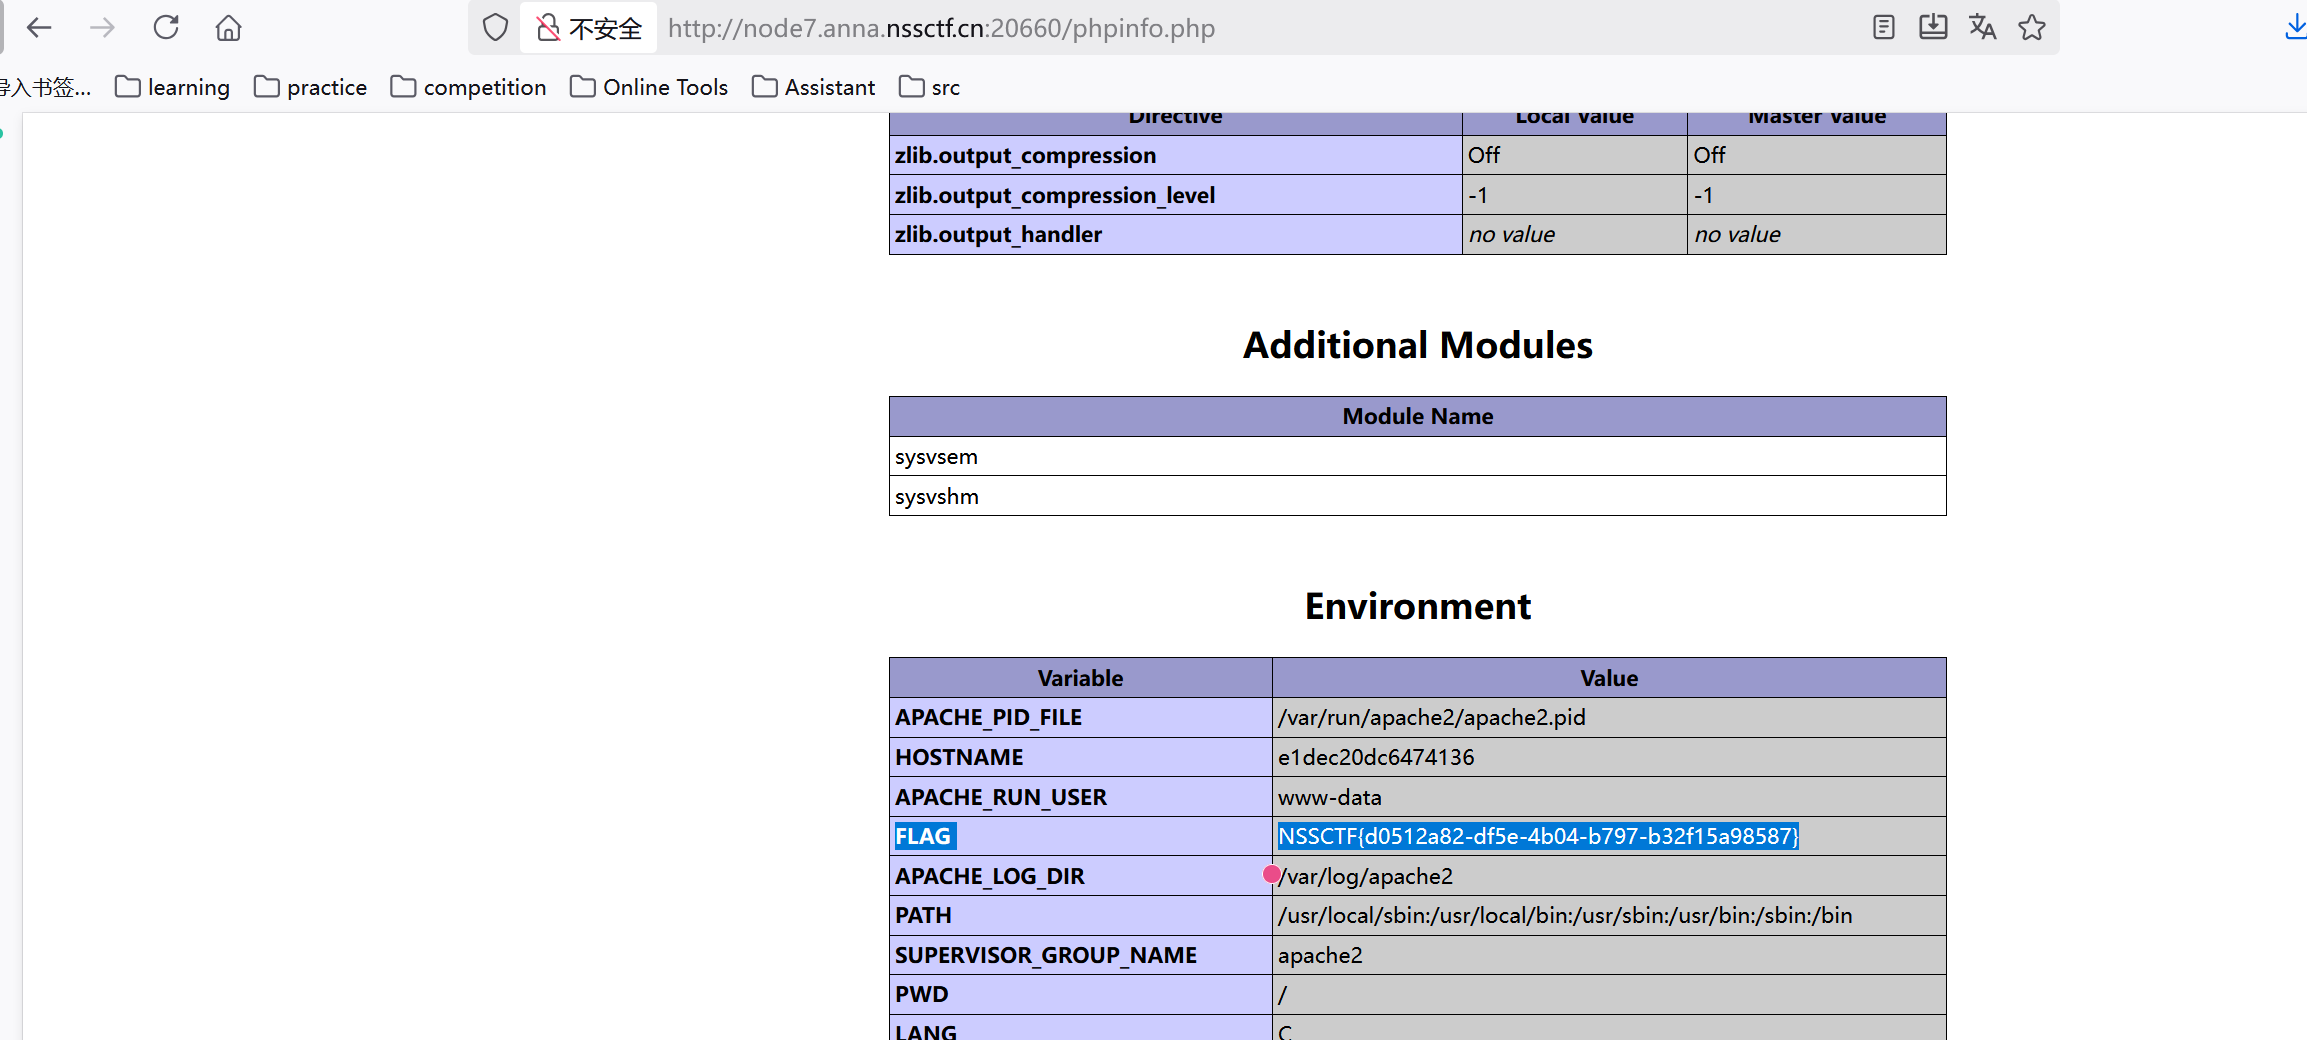 不安全 http://node7.anna.nssctf.cn:20660/phpinfo.php
导入书签... learning practice competition Online Tools Assistant src
Directive Local Value Master Value
zlib.output_compression Off Off
zlib.output_compression_level -1 -1
zlib.output_handler no value no value
Additional Modules
Module Name
sysvsem
sysvshm
Environment
Variable Value
APACHE_PID_FILE /var/run/apache2/apache2.pid
HOSTNAME e1dec20dc6474136
APACHE_RUN_USER www-data
FLAG NSSCTF{d0512a82-df5e-4b04-b797-b32f15a98587}
APACHE_LOG_DIR /var/log/apache2
PATH /usr/local/sbin:/usr/local/bin:/usr/sbin:/usr/bin:/sbin:/bin
SUPERVISOR_GROUP_NAME apache2
PWD /
LANG C